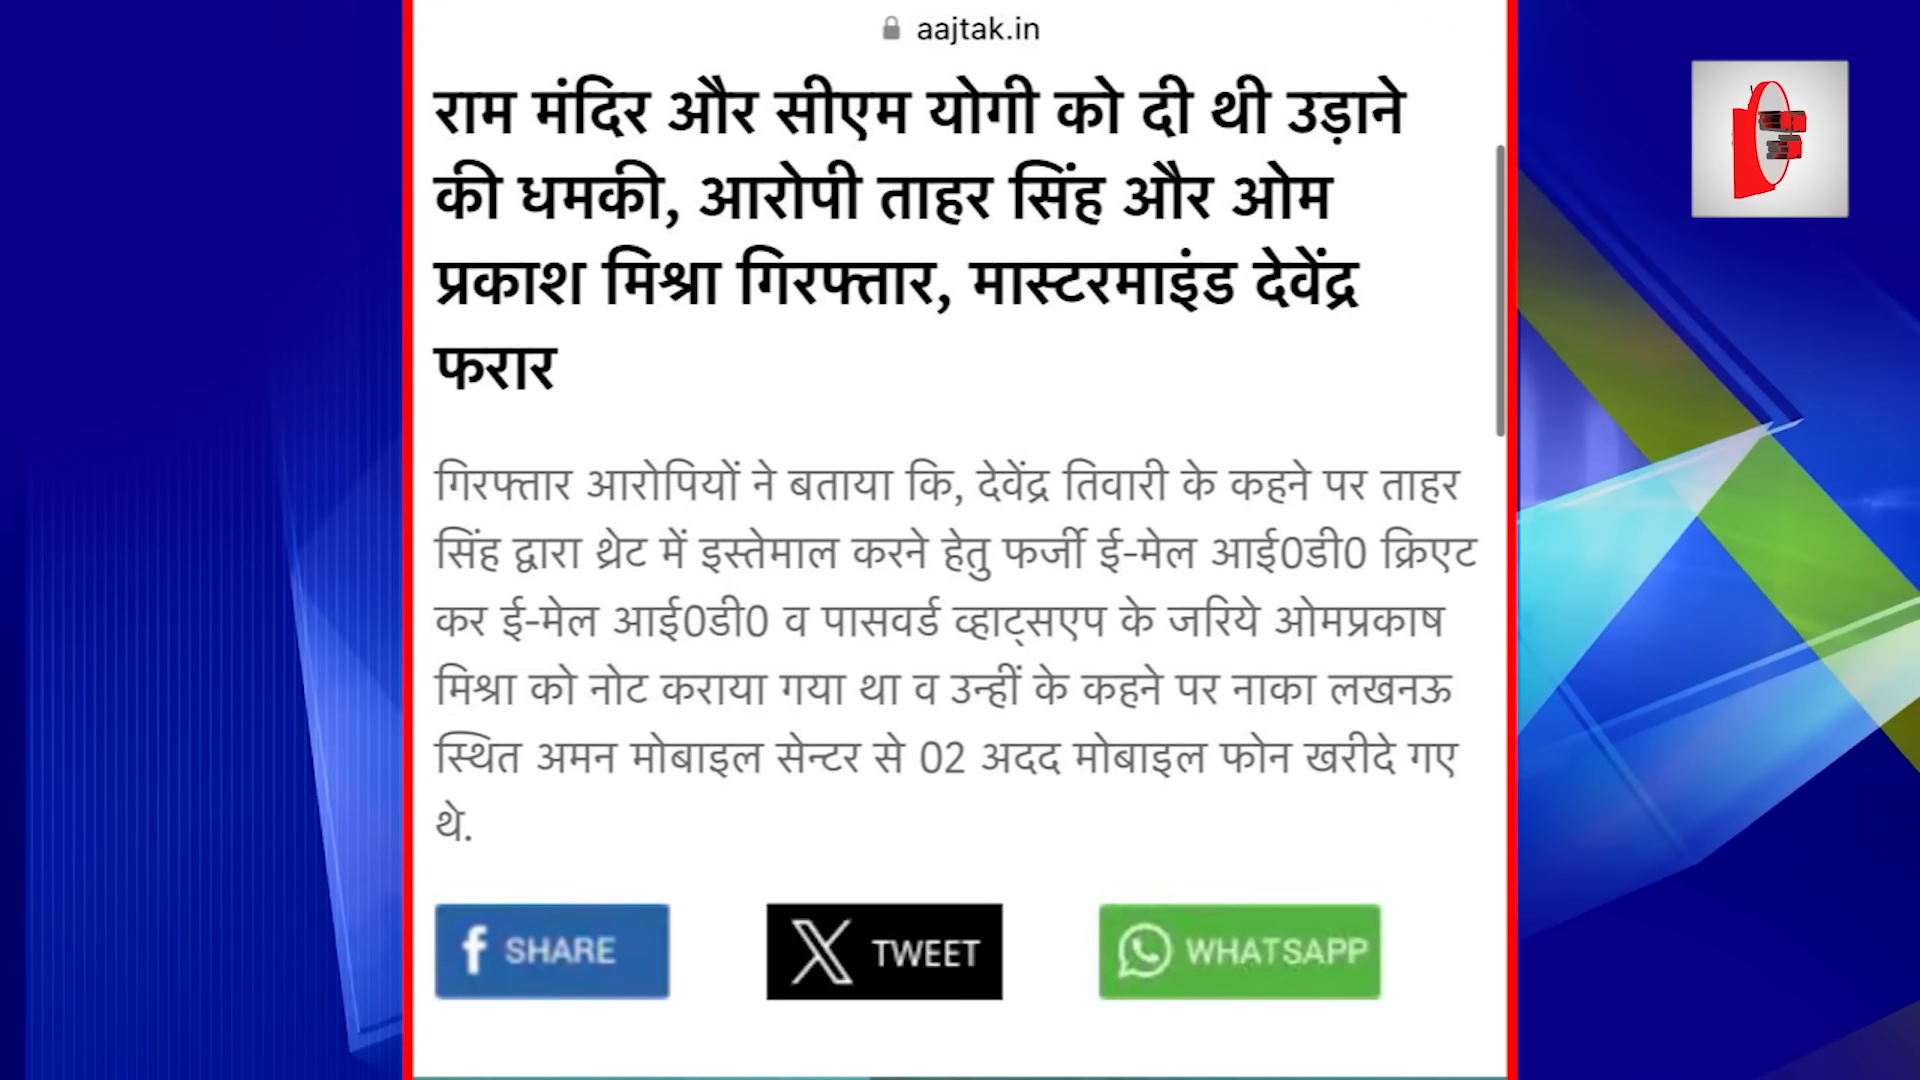 aajtak.in
राम मंदिर और सीएम योगी को दी थी उड़ाने
की धमकी, आरोपी ताहर सिंह और ओम
प्रकाश मिश्रा गिरफ्तार, मास्टरमाइंड देवेंद्र
फरार
गिरफ्तार आरोपियों ने बताया कि, देवेंद्र तिवारी के कहने पर ताहर
सिंह द्वारा थ्रेट में इस्तेमाल करने हेतु फर्जी ई-मेल आई0डी0 क्रिएट
कर ई-मेल आई0डी0 व पासवर्ड व्हाट्सएप के जरिये ओमप्रकाष
मिश्रा को नोट कराया गया था व उन्हीं के कहने पर नाका लखनऊ
स्थित अमन मोबाइल सेन्टर से 02 अदद मोबाइल फोन खरीदे गए
थे.
SHARE TWEET WHATSAPP